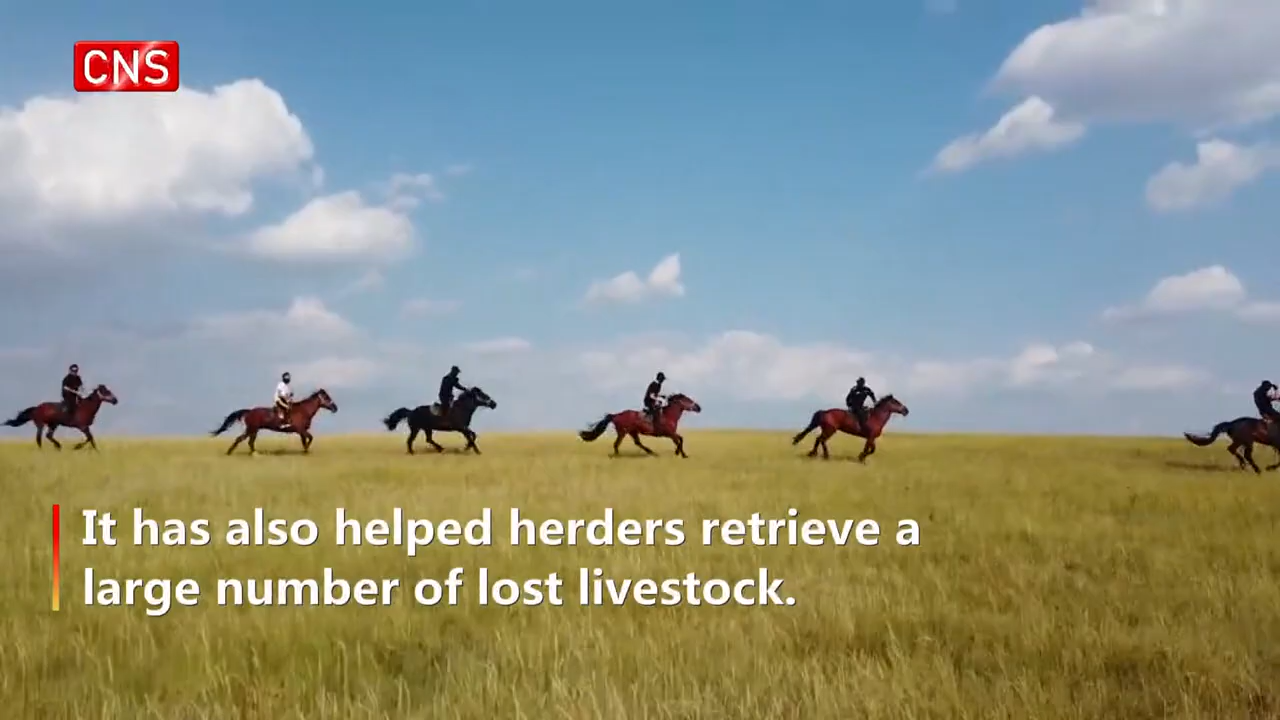 CNS
It has also helped herders retrieve a
large number of lost livestock.